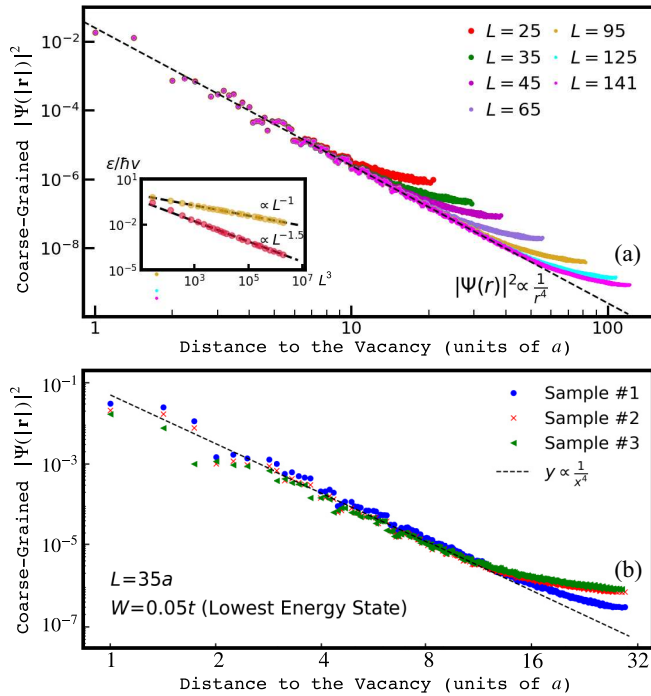 Coarse-Grained |Ψ(|r|)|²
10⁻²
10⁻⁴
10⁻⁶
10⁻⁸
L = 25
L = 35
L = 45
L = 65
L = 95
L = 125
L = 141
ε/ħv
10¹
10⁻²
10⁻⁵
∝ L⁻¹
∝ L⁻¹·⁵
10³
10⁵
10⁷
L³
(a)
|Ψ(r)|² ∝ 1/r⁴
1
10
100
Distance to the Vacancy (units of a)
Coarse-Grained |Ψ(|r|)|²
10⁻¹
10⁻³
10⁻⁵
10⁻⁷
Sample #1
Sample #2
Sample #3
y ∝ 1/x⁴
L=35a
W=0.05t (Lowest Energy State)
(b)
1
2
4
8
16
32
Distance to the Vacancy (units of a)